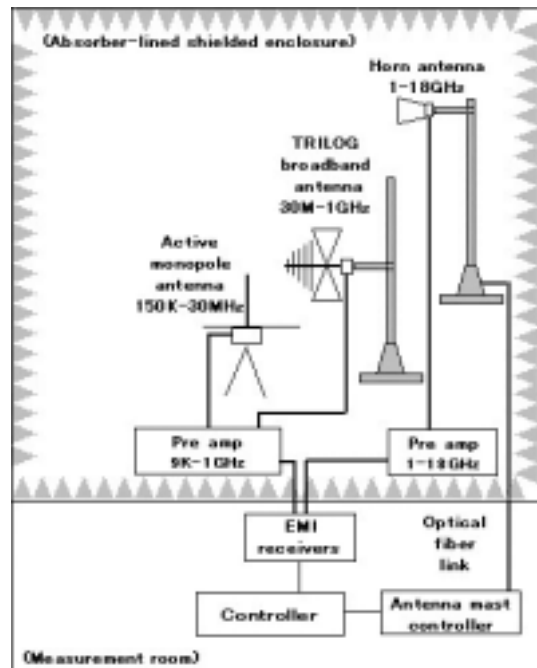 (Absorber-lined shielded enclosure)
Horn antenna
1-18GHz
TRILOG
broadband
antenna
30M-1GHz
Active
monopole
antenna
150K-30MHz
Pre amp
9K-1GHz
Pre amp
1-18GHz
EMI
receivers
Optical
fiber
link
Controller
Antenna mast
controller
(Measurement room)